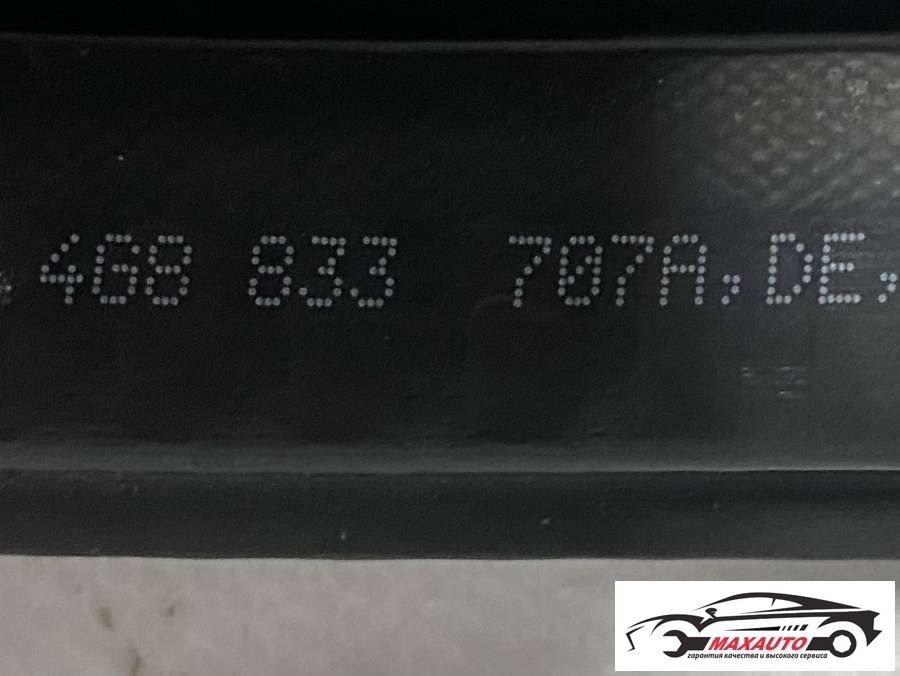 4G8 833 707A, DE,
MAXAUTO
гарантия качества и высокого сервиса